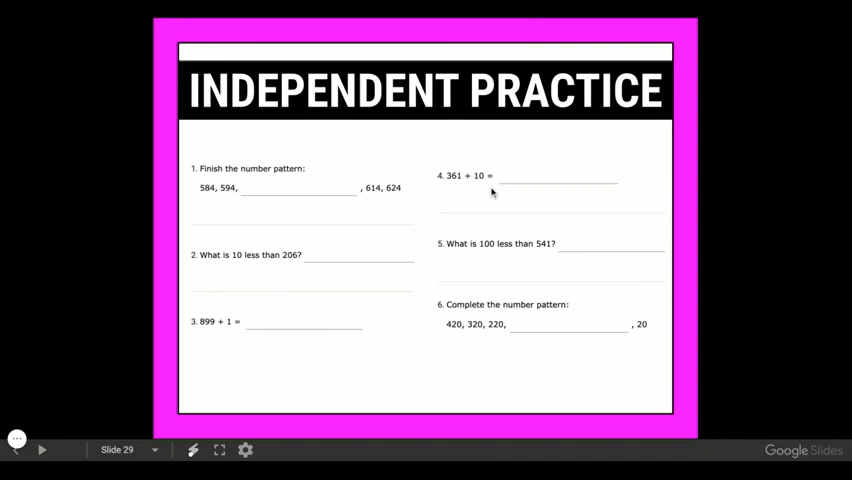 INDEPENDENT PRACTICE
1. Finish the number pattern:
584, 594, , 614, 624
2. What is 10 less than 206?
3. 899 + 1 =
4. 361 + 10 =
5. What is 100 less than 541?
6. Complete the number pattern:
420, 320, 220, , 20
Slide 29
Google Slides